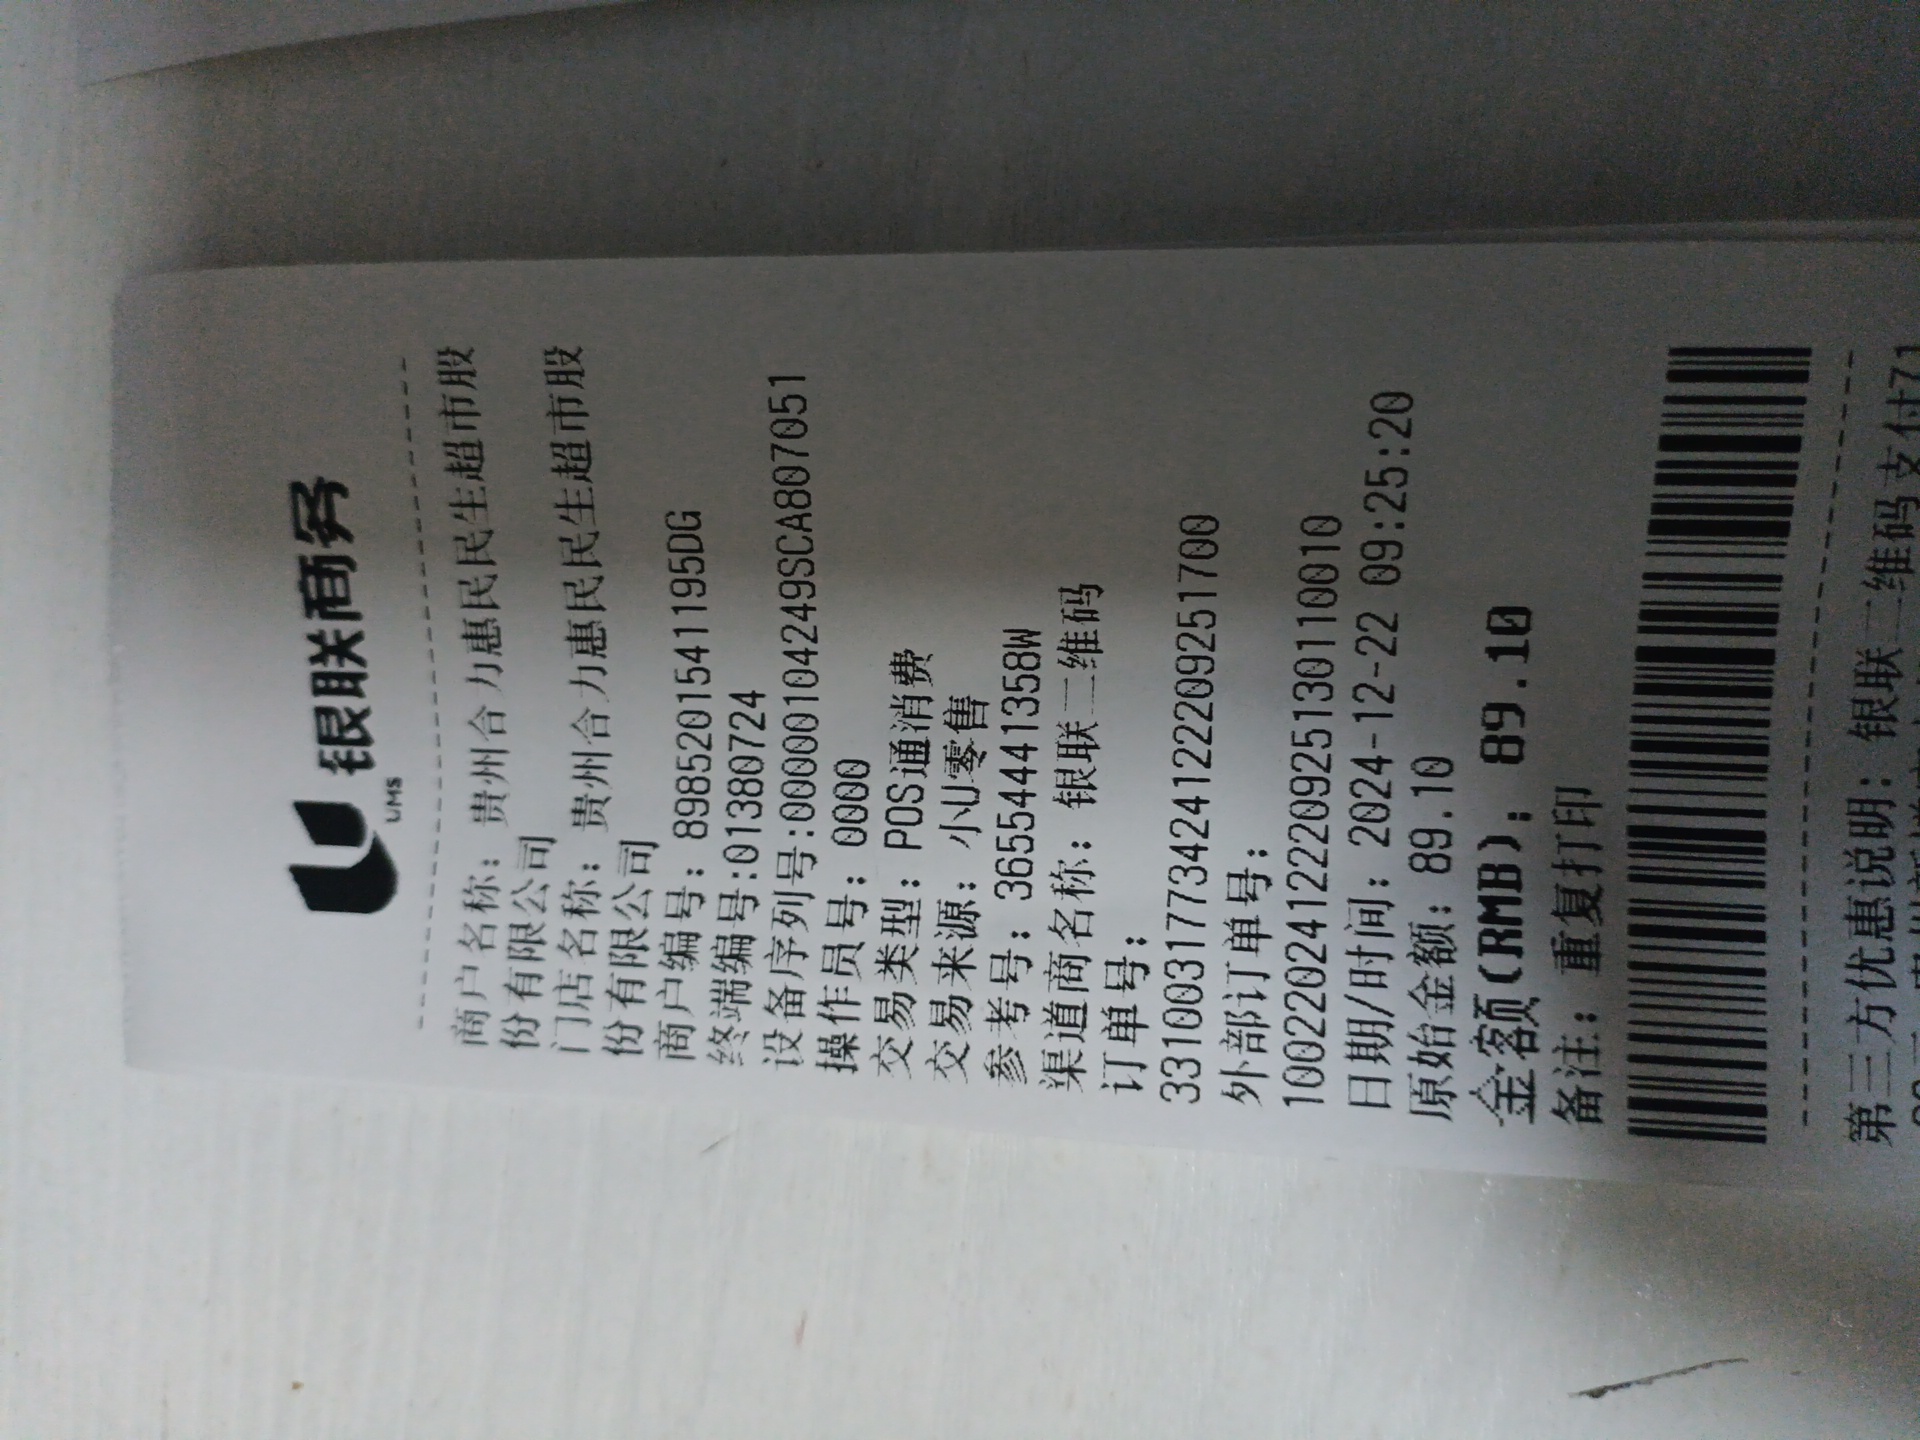 银联商务
UMS
商户名称：贵州合力惠民民生超市股
份有限公司
门店名称：贵州合力惠民民生超市股
份有限公司
商户编号：89852015411195DG
终端编号:01380724
设备序列号:0000104249SCA807051
操作员号：0000
交易类型：POS通消费
交易来源：小U零售
参考号：36554441358W
渠道商名称：银联二维码
订单号：
33100317734241222092517​00
外部订单号：
10022024122209251301100​10
日期/时间：2024-12-22 09:25:20
原始金额：89.10
金额(RMB)：89.10
备注：重复打印
第三方优惠说明：银联二维码支付71